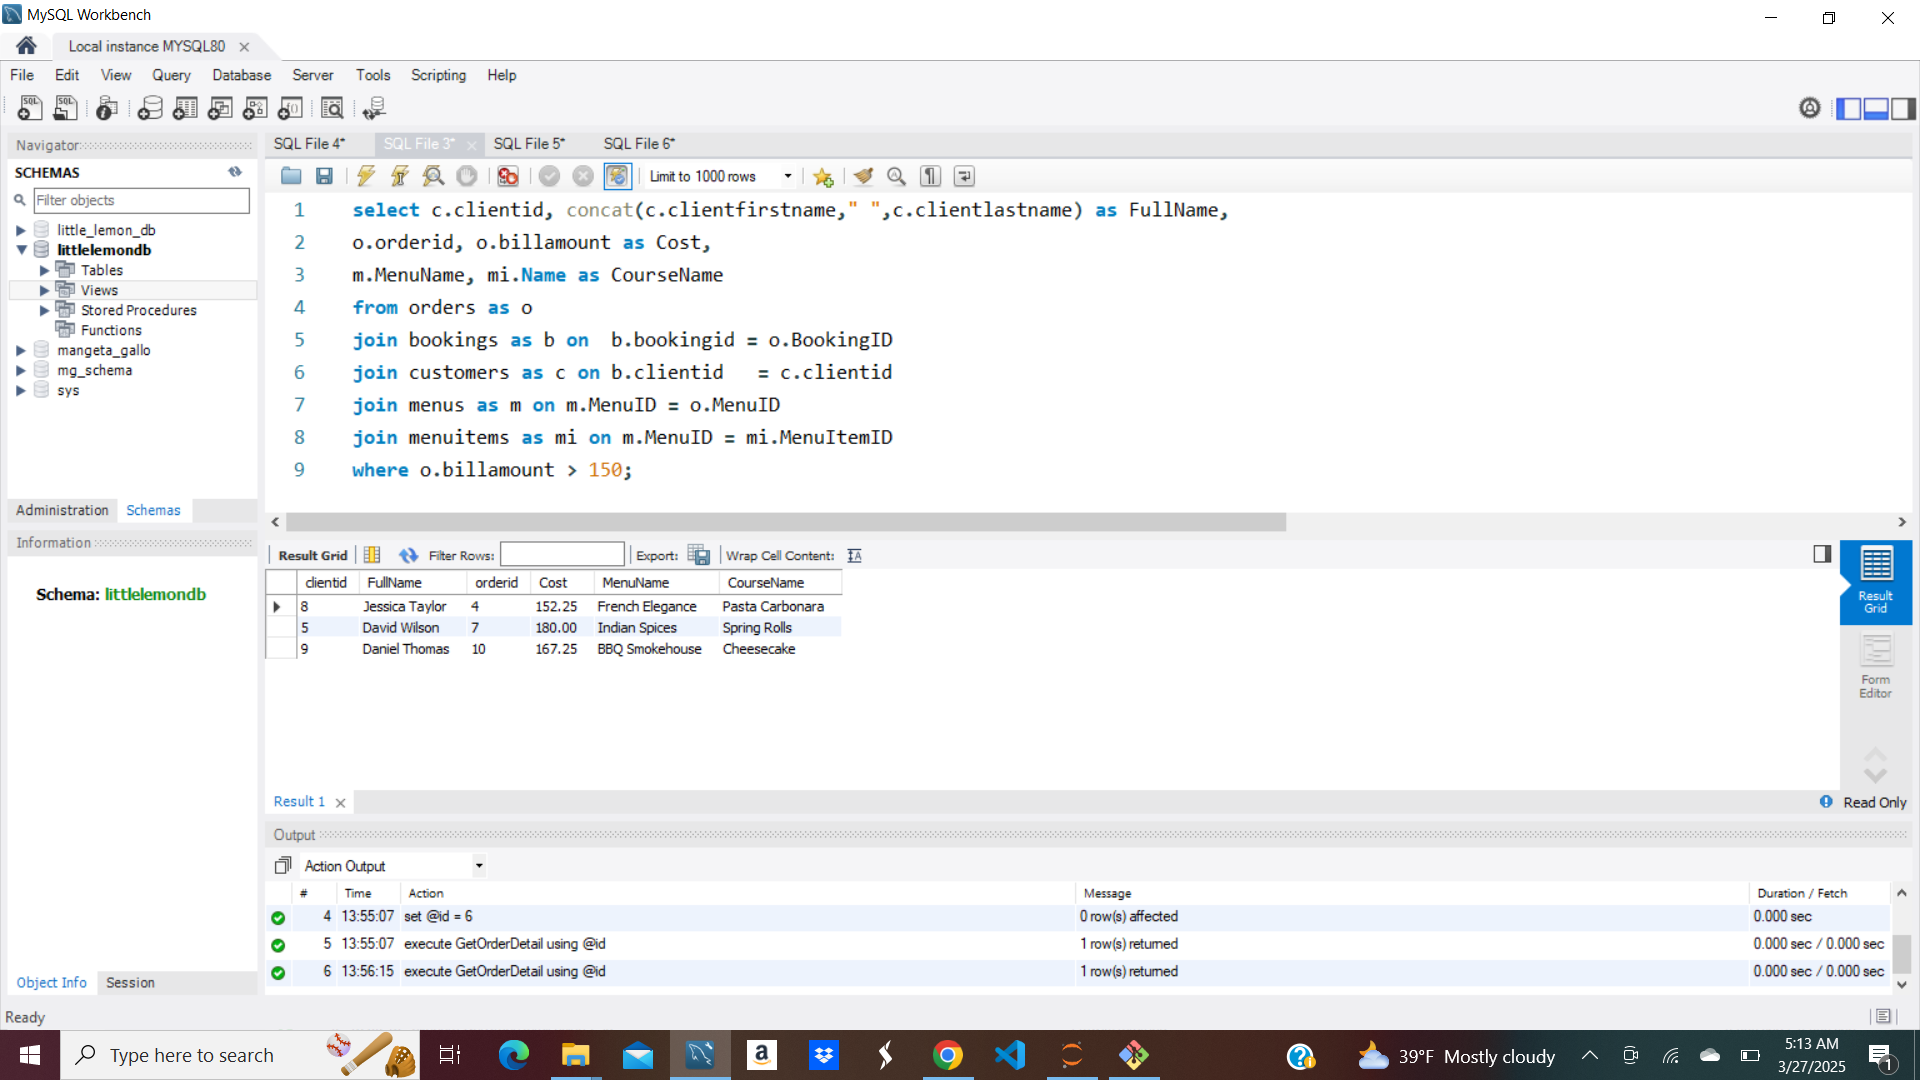 MySQL Workbench
Local instance MYSQL80
File Edit View Query Database Server Tools Scripting Help
Navigator
SCHEMAS
Filter objects
little_lemon_db
littlelemondb
Tables
Views
Stored Procedures
Functions
mangeta_gallo
mg_schema
sys
Administration Schemas
Information
Schema: littlelemondb
Object Info Session
SQL File 4* SQL File 3* SQL File 5* SQL File 6*
Limit to 1000 rows
1 select c.clientid, concat(c.clientfirstname," ",c.clientlastname) as FullName,
2 o.orderid, o.billamount as Cost,
3 m.MenuName, mi.Name as CourseName
4 from orders as o
5 join bookings as b on  b.bookingid = o.BookingID
6 join customers as c on b.clientid   = c.clientid
7 join menus as m on m.MenuID = o.MenuID
8 join menuitems as mi on m.MenuID = mi.MenuItemID
9 where o.billamount > 150;
Result Grid Filter Rows: Export: Wrap Cell Content:
clientid FullName orderid Cost MenuName CourseName
8 Jessica Taylor 4 152.25 French Elegance Pasta Carbonara
5 David Wilson 7 180.00 Indian Spices Spring Rolls
9 Daniel Thomas 10 167.25 BBQ Smokehouse Cheesecake
Result
Grid
Form
Editor
Result 1
Read Only
Output
Action Output
# Time Action Message Duration / Fetch
4 13:55:07 set @id = 6 0 row(s) affected 0.000 sec
5 13:55:07 execute GetOrderDetail using @id 1 row(s) returned 0.000 sec / 0.000 sec
6 13:56:15 execute GetOrderDetail using @id 1 row(s) returned 0.000 sec / 0.000 sec
Ready
Type here to search
39°F Mostly cloudy
5:13 AM
3/27/2025
1